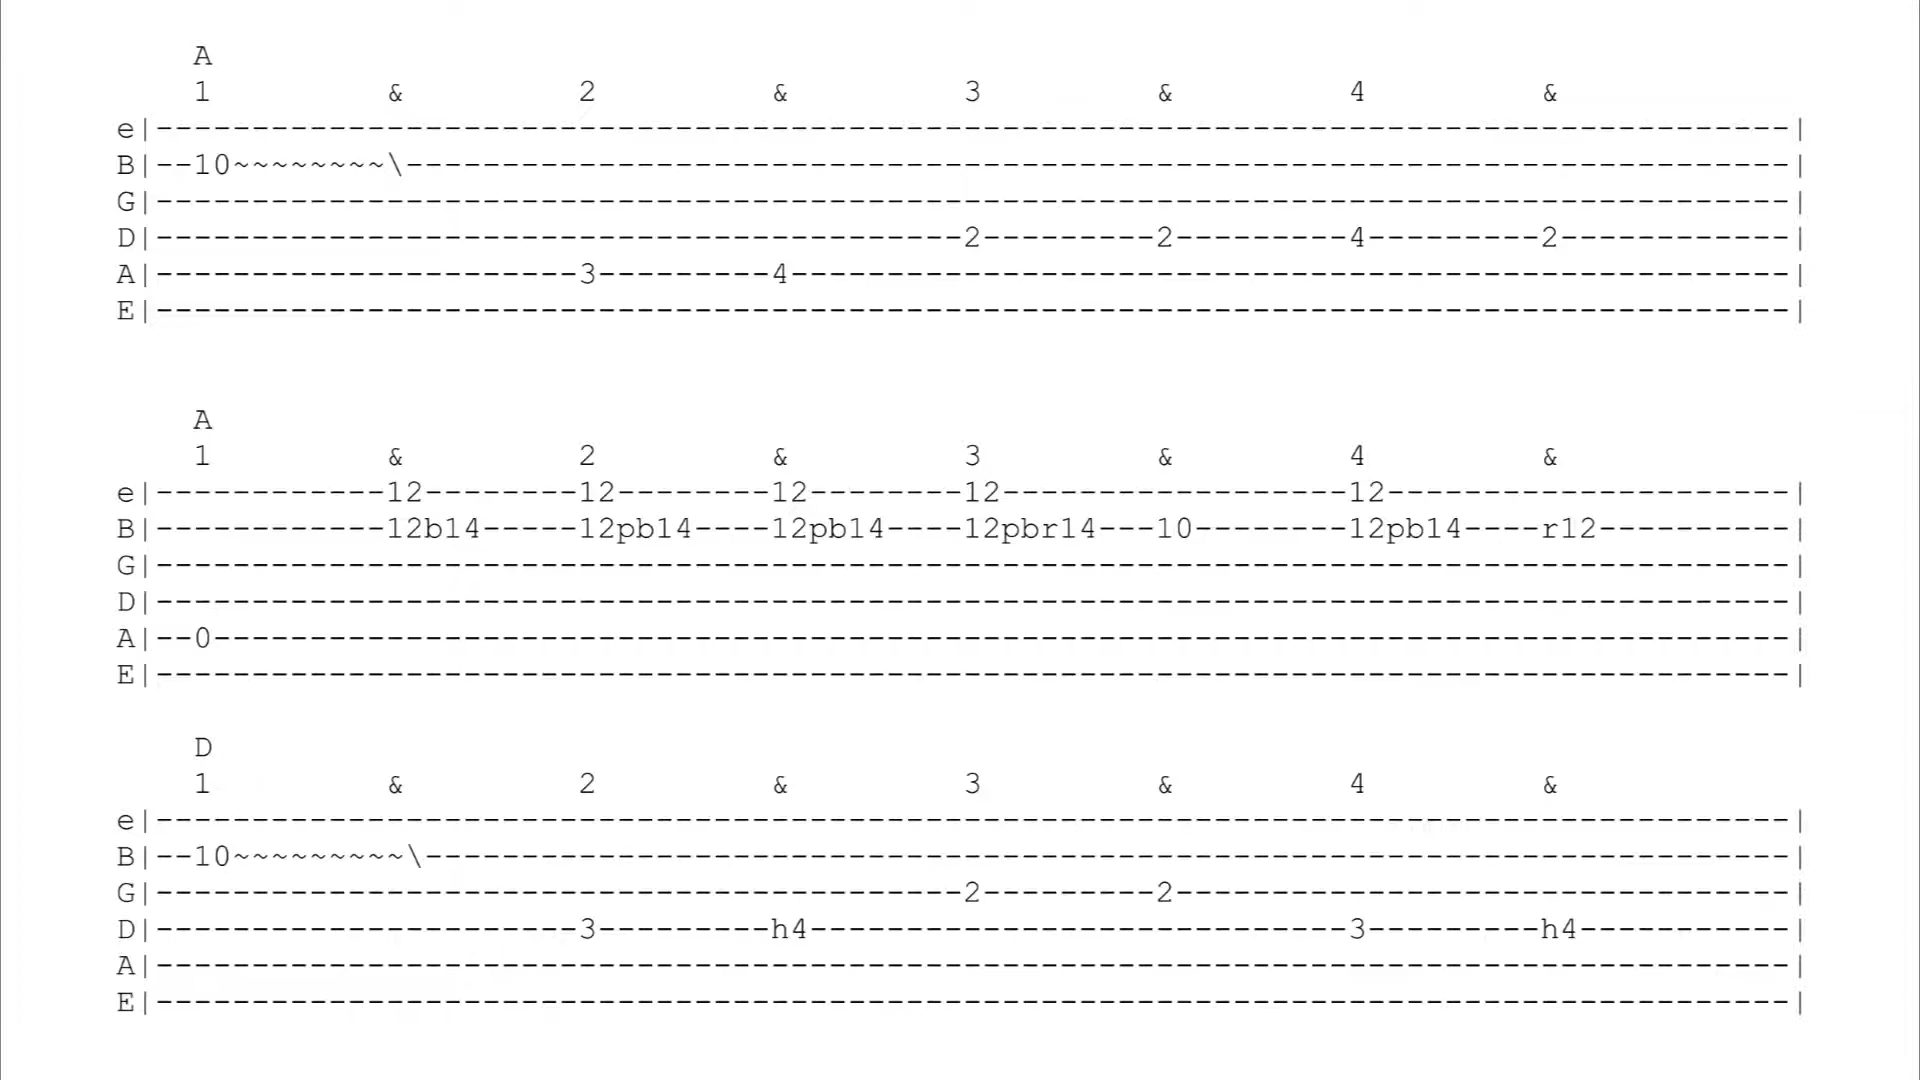 A
1         &         2         &         3         &         4         &
e|-------------------------------------------------------------------------------------|
B|--10~~~~~~~~\------------------------------------------------------------------------|
G|-------------------------------------------------------------------------------------|
D|------------------------------------------2---------2---------4---------2------------|
A|----------------------3---------4----------------------------------------------------|
E|-------------------------------------------------------------------------------------|
A
1         &         2         &         3         &         4         &
e|------------12--------12--------12--------12------------------12---------------------|
B|------------12b14-----12pb14----12pb14----12pbr14---10--------12pb14----r12----------|
G|-------------------------------------------------------------------------------------|
D|-------------------------------------------------------------------------------------|
A|--0----------------------------------------------------------------------------------|
E|-------------------------------------------------------------------------------------|
D
1         &         2         &         3         &         4         &
e|-------------------------------------------------------------------------------------|
B|--10~~~~~~~~~\-----------------------------------------------------------------------|
G|------------------------------------------2---------2--------------------------------|
D|----------------------3---------h4----------------------------3---------h4-----------|
A|-------------------------------------------------------------------------------------|
E|-------------------------------------------------------------------------------------|